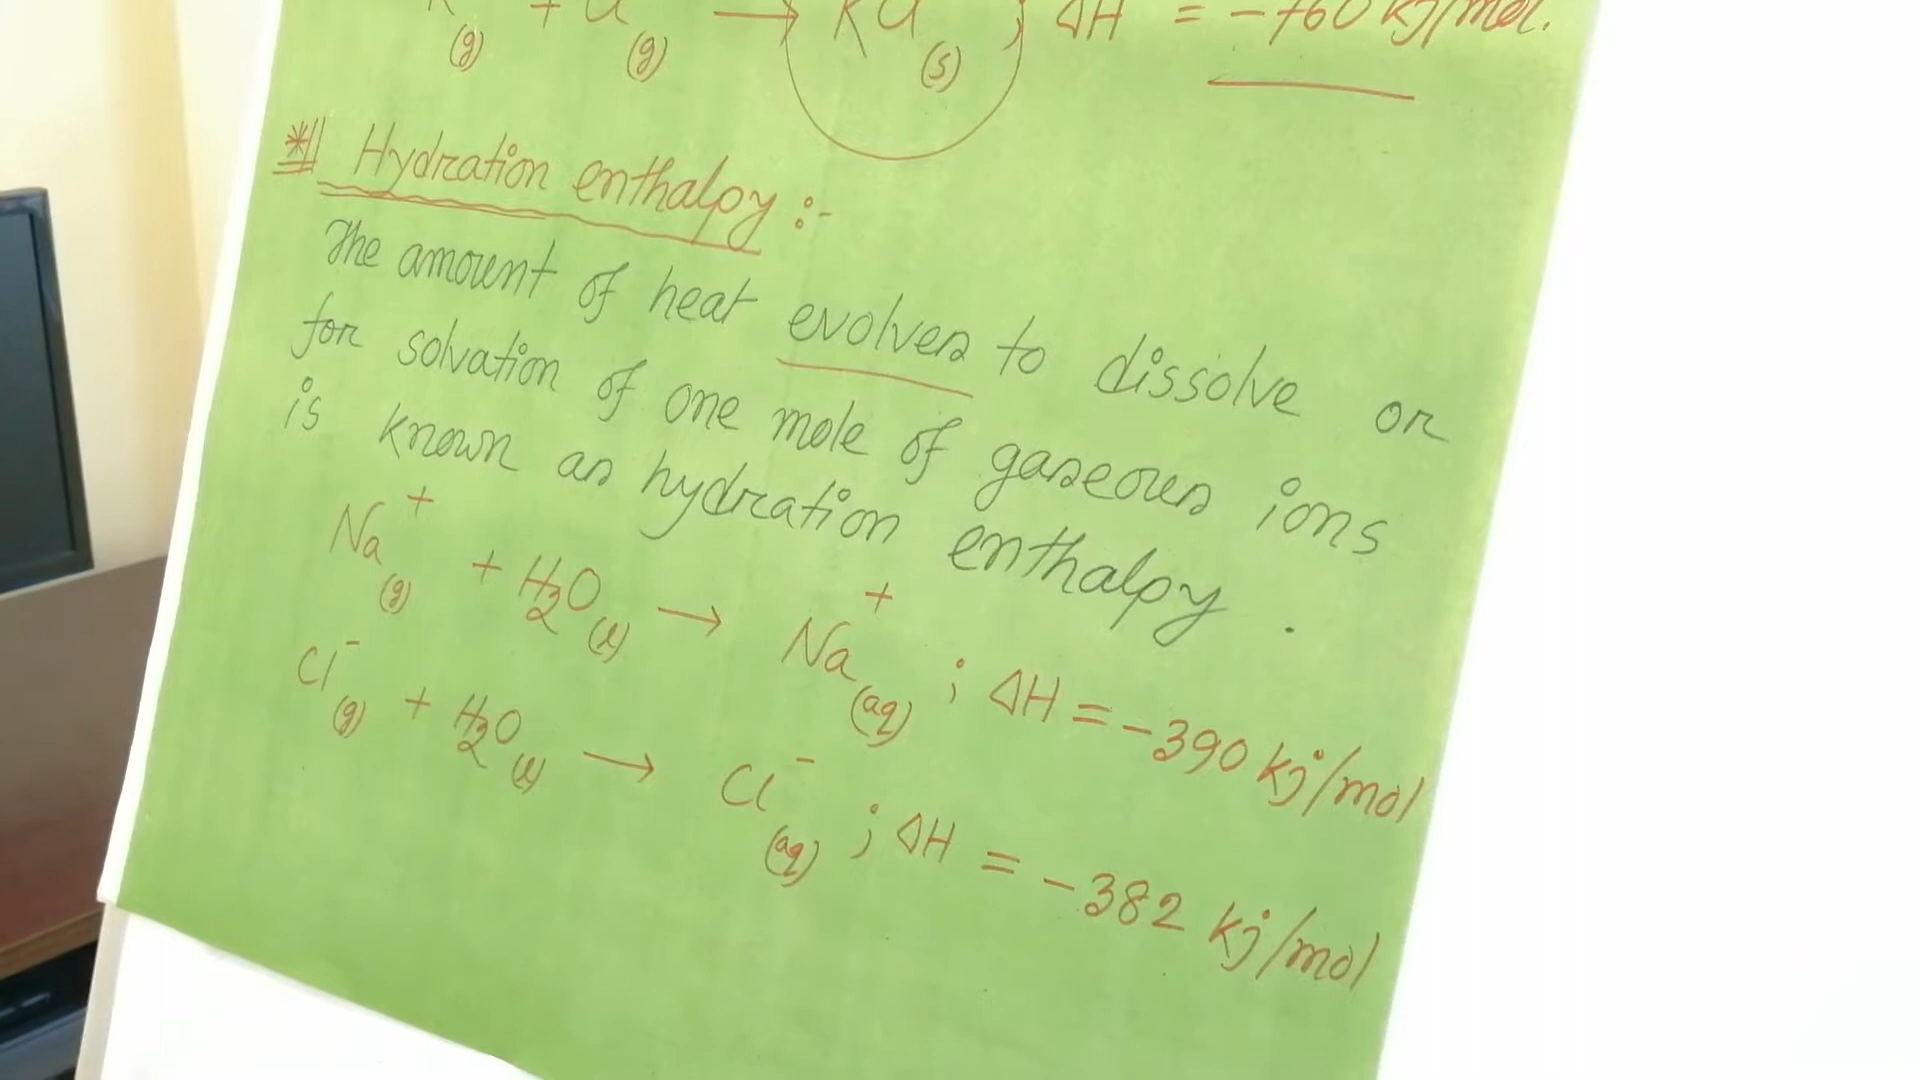 K(g) + Cl(g) → KCl(s) ; ΔH = -760 kj/mol.
*|| Hydration enthalpy :-
The amount of heat evolves to dissolve or
for solvation of one mole of gaseous ions
is known as hydration enthalpy .
Na+(g) + H2O(l) → Na+(aq) ; ΔH = -390 kj/mol
Cl-(g) + H2O(l) → Cl-(aq) ; ΔH = -382 kj/mol